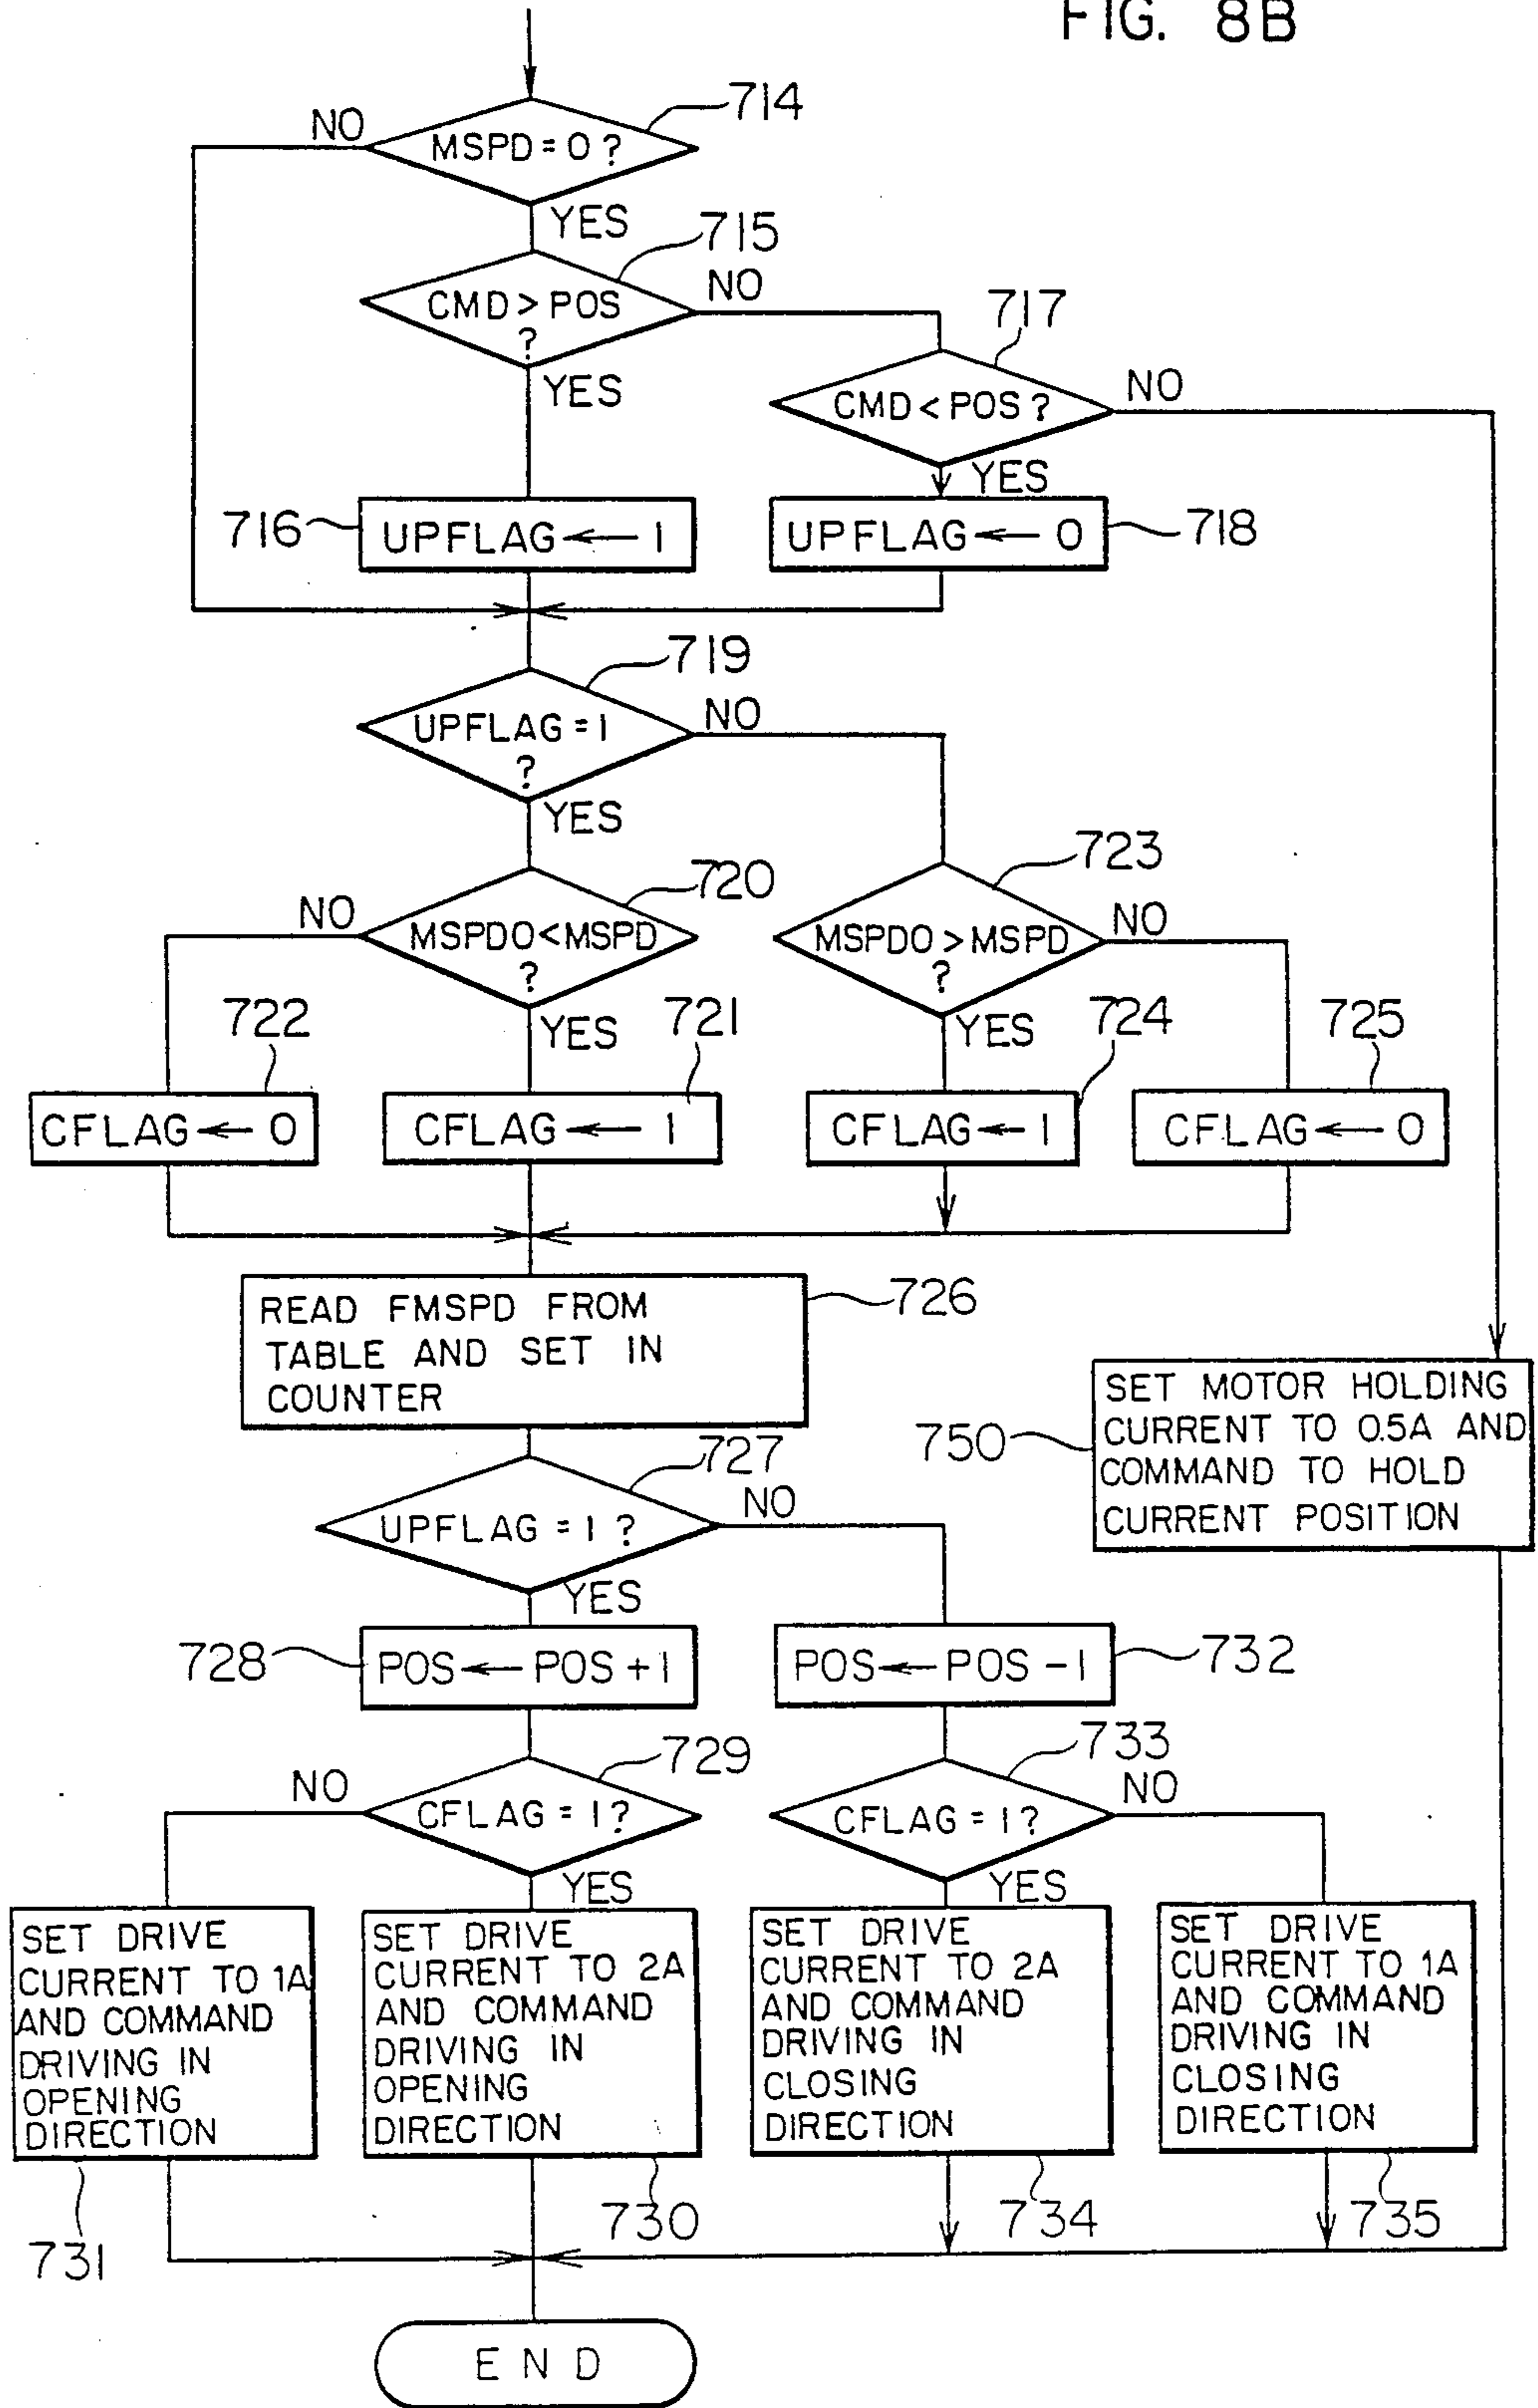 FIG. 8B
714
NO
MSPD=0?
YES
715
CMD>POS
?
NO
717
YES
CMD<POS?
NO
YES
716
UPFLAG←1
UPFLAG←0
718
719
UPFLAG=1
?
NO
YES
720
723
NO
MSPDO<MSPD
?
MSPDO>MSPD
?
NO
722
YES
721
YES
724
725
CFLAG←0
CFLAG←1
CFLAG←1
CFLAG←0
READ FMSPD FROM
TABLE AND SET IN
COUNTER
726
SET MOTOR HOLDING
CURRENT TO 0.5A AND
COMMAND TO HOLD
CURRENT POSITION
750
727
UPFLAG=1?
NO
YES
728
POS←POS+1
POS←POS-1
732
729
733
NO
CFLAG=1?
CFLAG=1?
NO
YES
YES
SET DRIVE
CURRENT TO 1A
AND COMMAND
DRIVING IN
OPENING
DIRECTION
SET DRIVE
CURRENT TO 2A
AND COMMAND
DRIVING IN
OPENING
DIRECTION
SET DRIVE
CURRENT TO 2A
AND COMMAND
DRIVING IN
CLOSING
DIRECTION
SET DRIVE
CURRENT TO 1A
AND COMMAND
DRIVING IN
CLOSING
DIRECTION
731
730
734
735
END